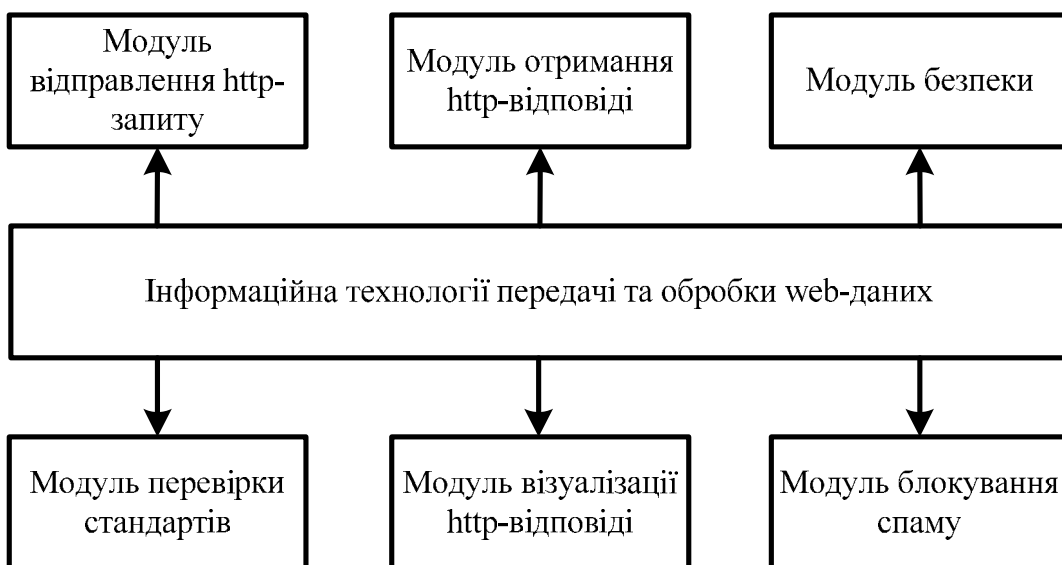 Модуль
відправлення http-
запиту
Модуль отримання
http-відповіді
Модуль безпеки
Інформаційна технології передачі та обробки web-даних
Модуль перевірки
стандартів
Модуль візуалізації
http-відповіді
Модуль блокування
спаму